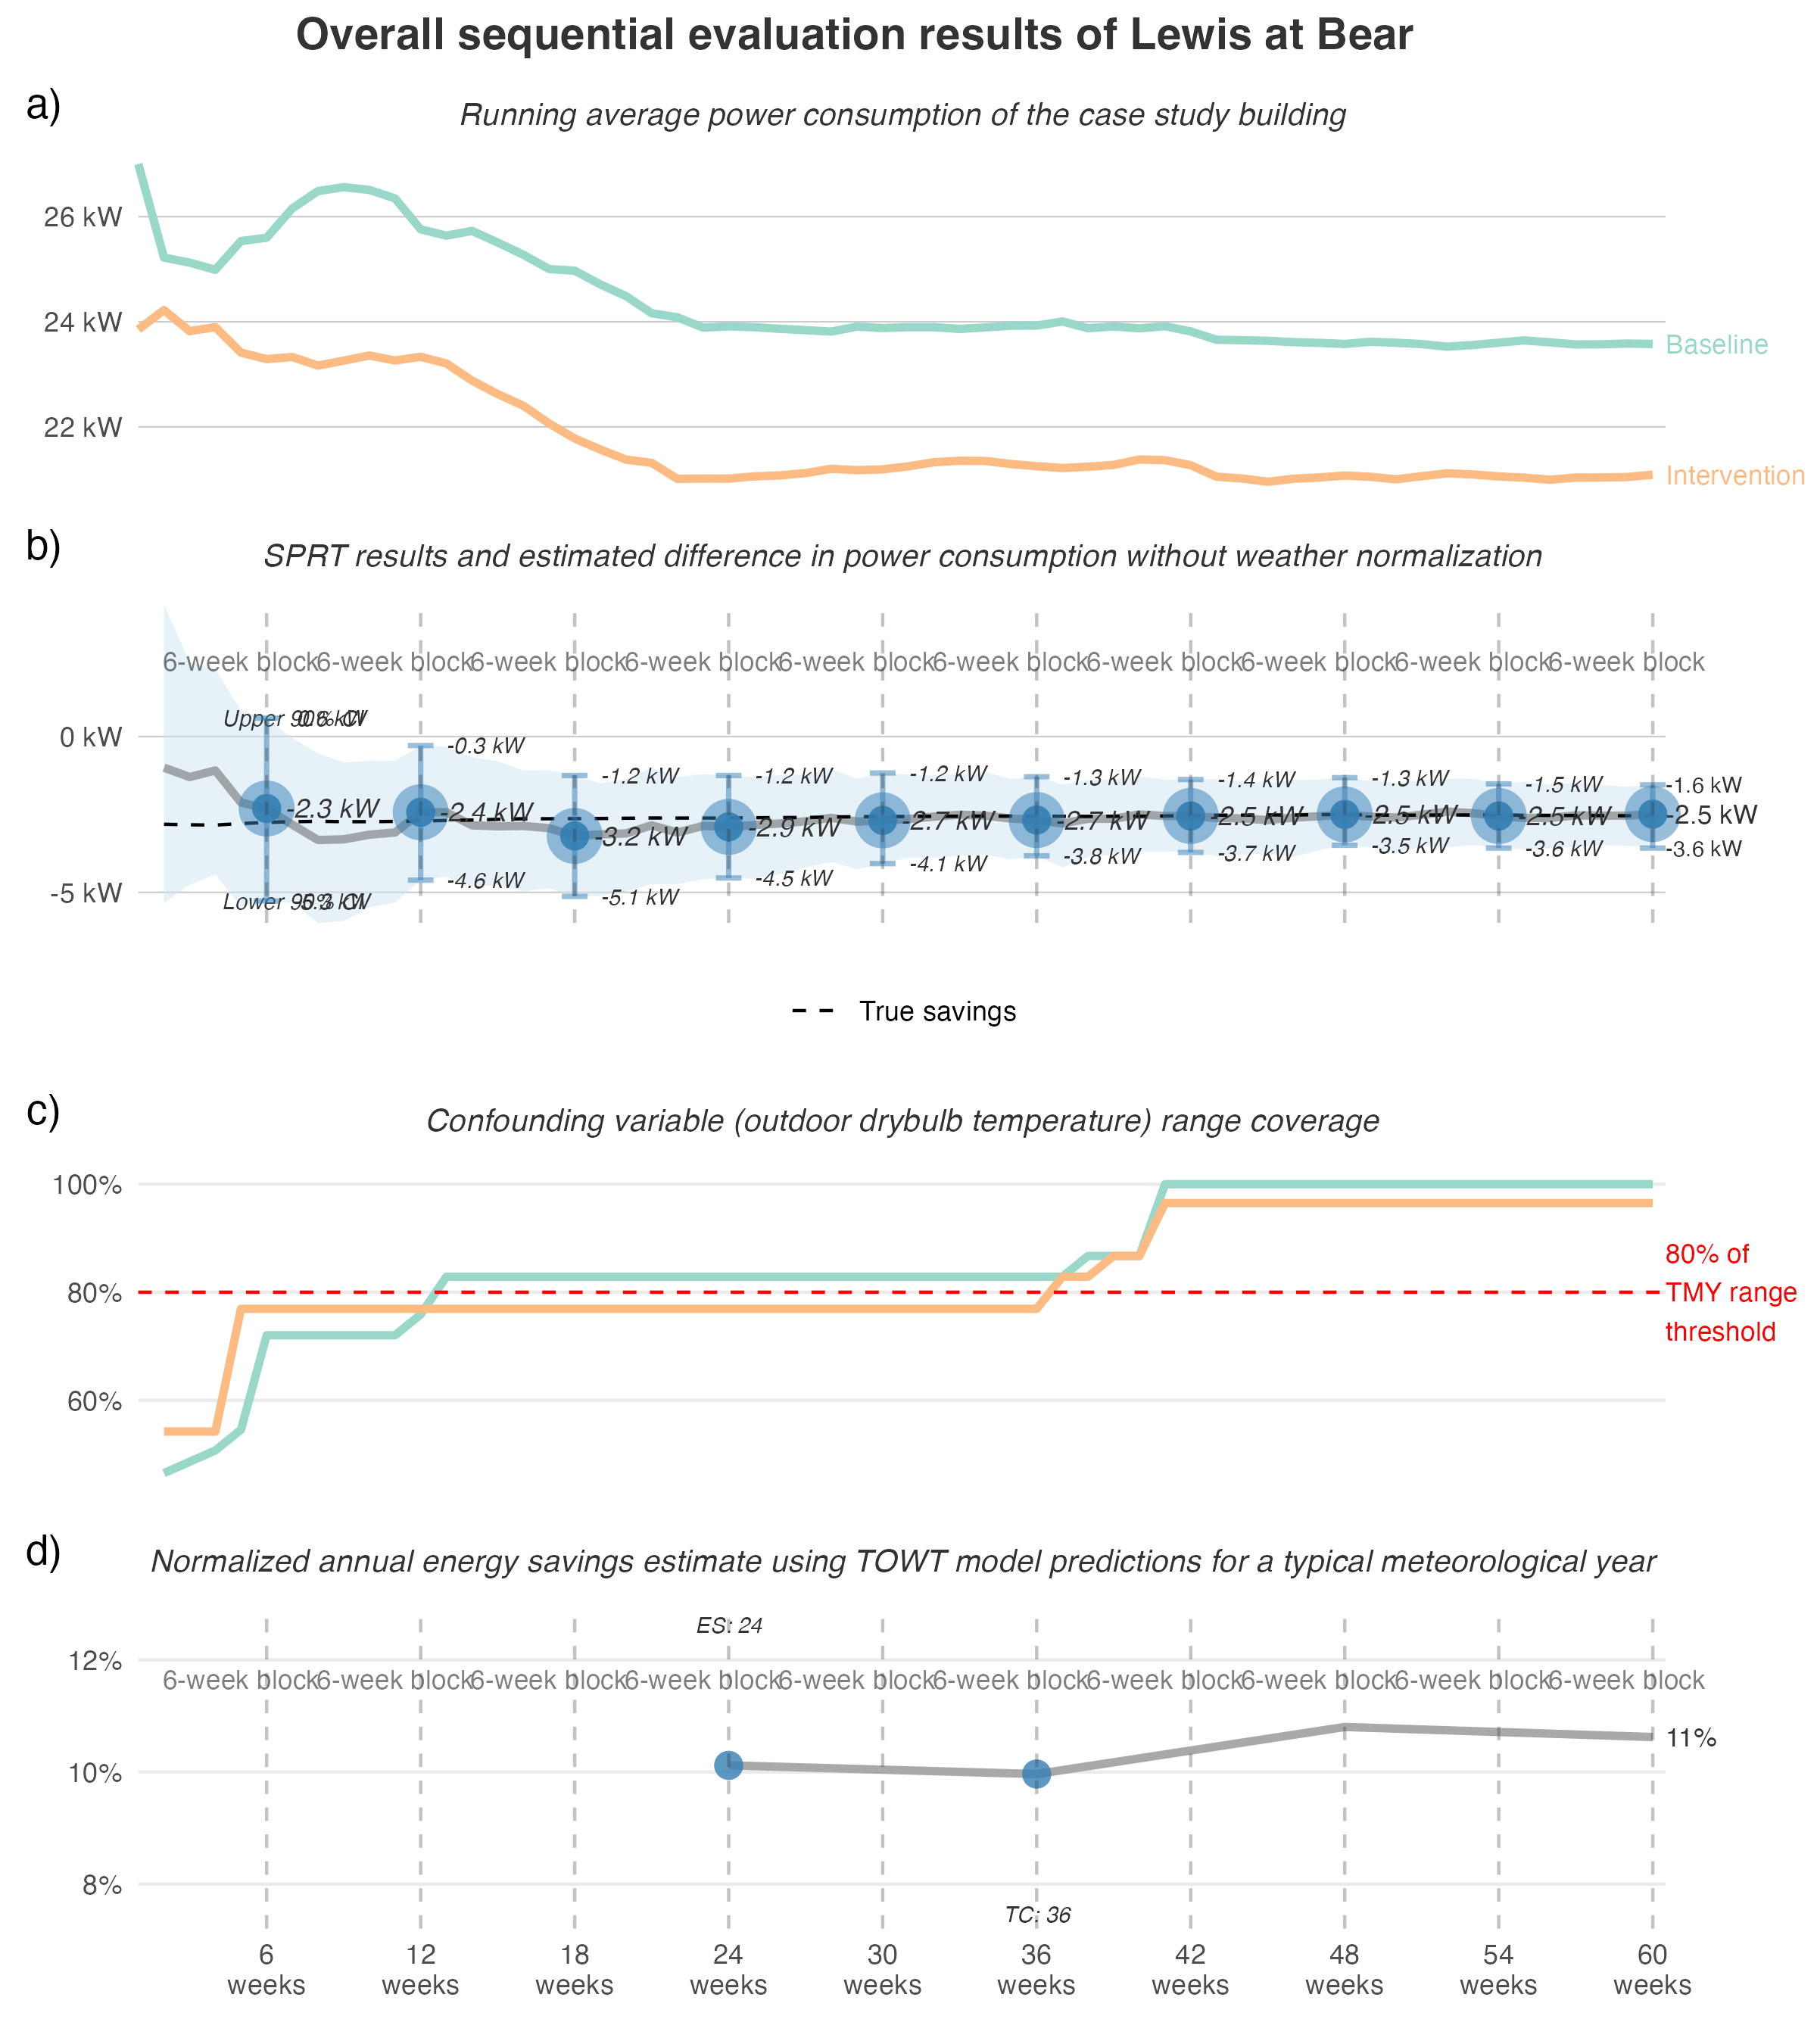 Overall sequential evaluation results of Lewis at Bear
a)
Running average power consumption of the case study building
26 kW
24 kW
22 kW
Baseline
Intervention
b)
SPRT results and estimated difference in power consumption without weather normalization
6-week block 6-week block 6-week block 6-week block 6-week block 6-week block 6-week block 6-week block 6-week block 6-week block
0 kW
-5 kW
Upper 90% CI 0.6 kW
-0.3 kW
-1.2 kW
-1.2 kW
-1.2 kW
-1.3 kW
-1.4 kW
-1.3 kW
-1.5 kW
-1.6 kW
-2.3 kW
-2.4 kW
-3.2 kW
-2.9 kW
-2.7 kW
-2.7 kW
-2.5 kW
-2.5 kW
-2.5 kW
-2.5 kW
Lower 90% CI -5.3 kW
-4.6 kW
-5.1 kW
-4.5 kW
-4.1 kW
-3.8 kW
-3.7 kW
-3.5 kW
-3.6 kW
-3.6 kW
True savings
c)
Confounding variable (outdoor drybulb temperature) range coverage
100%
80%
60%
80% of
TMY range
threshold
d)
Normalized annual energy savings estimate using TOWT model predictions for a typical meteorological year
ES: 24
12%
10%
8%
6-week block 6-week block 6-week block 6-week block 6-week block 6-week block 6-week block 6-week block 6-week block 6-week block
11%
TC: 36
6 12 18 24 30 36 42 48 54 60
weeks weeks weeks weeks weeks weeks weeks weeks weeks weeks